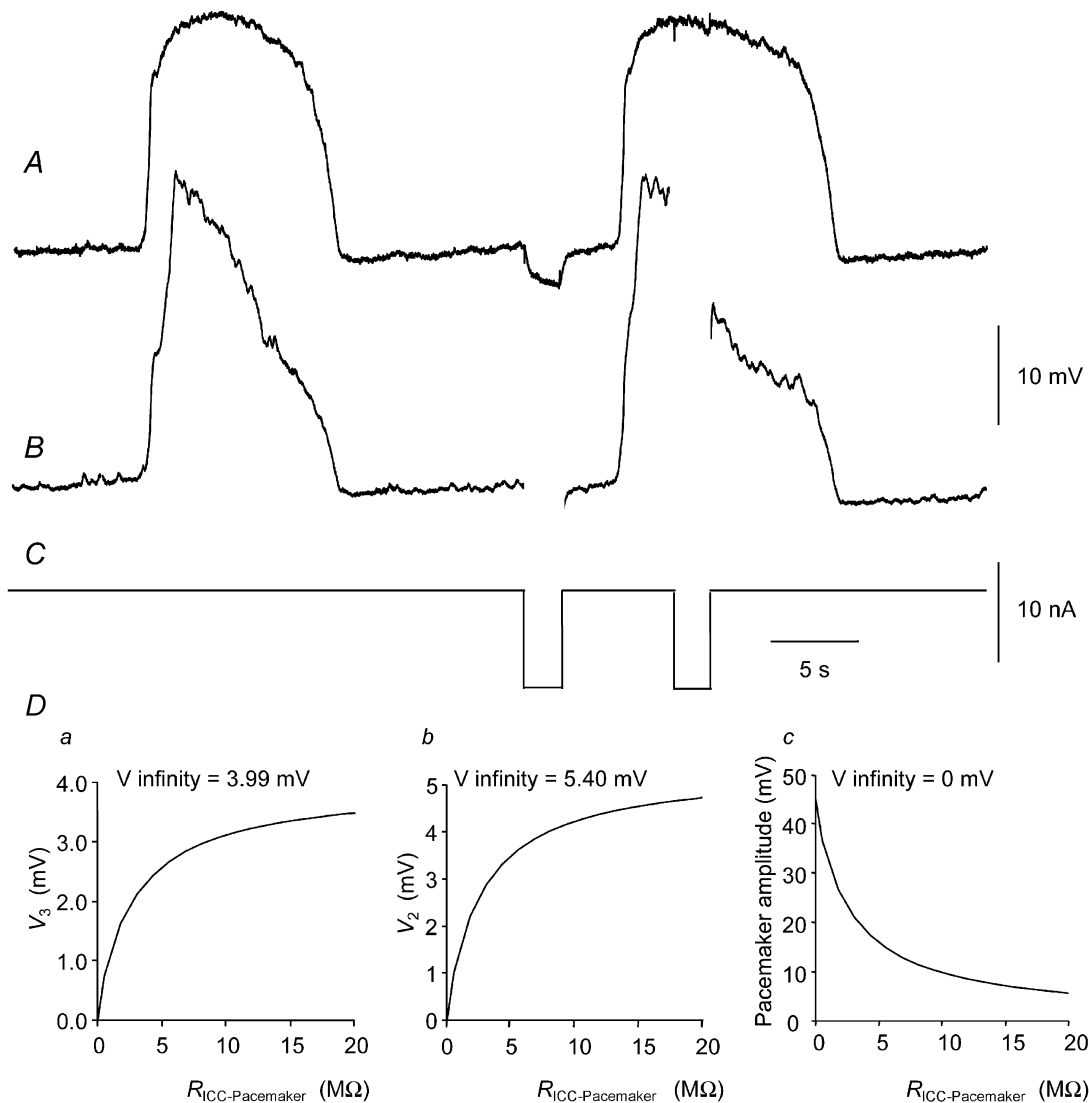 A
10 mV
B
C
10 nA
5 s
D
a
b
c
V infinity = 3.99 mV
V infinity = 5.40 mV
V infinity = 0 mV
4.0
3.0
2.0
1.0
0.0
V3 (mV)
0 5 10 15 20
RICC-Pacemaker (MΩ)
5
4
3
2
1
0
V2 (mV)
0 5 10 15 20
RICC-Pacemaker (MΩ)
50
40
30
20
10
0
Pacemaker amplitude (mV)
0 5 10 15 20
RICC-Pacemaker (MΩ)